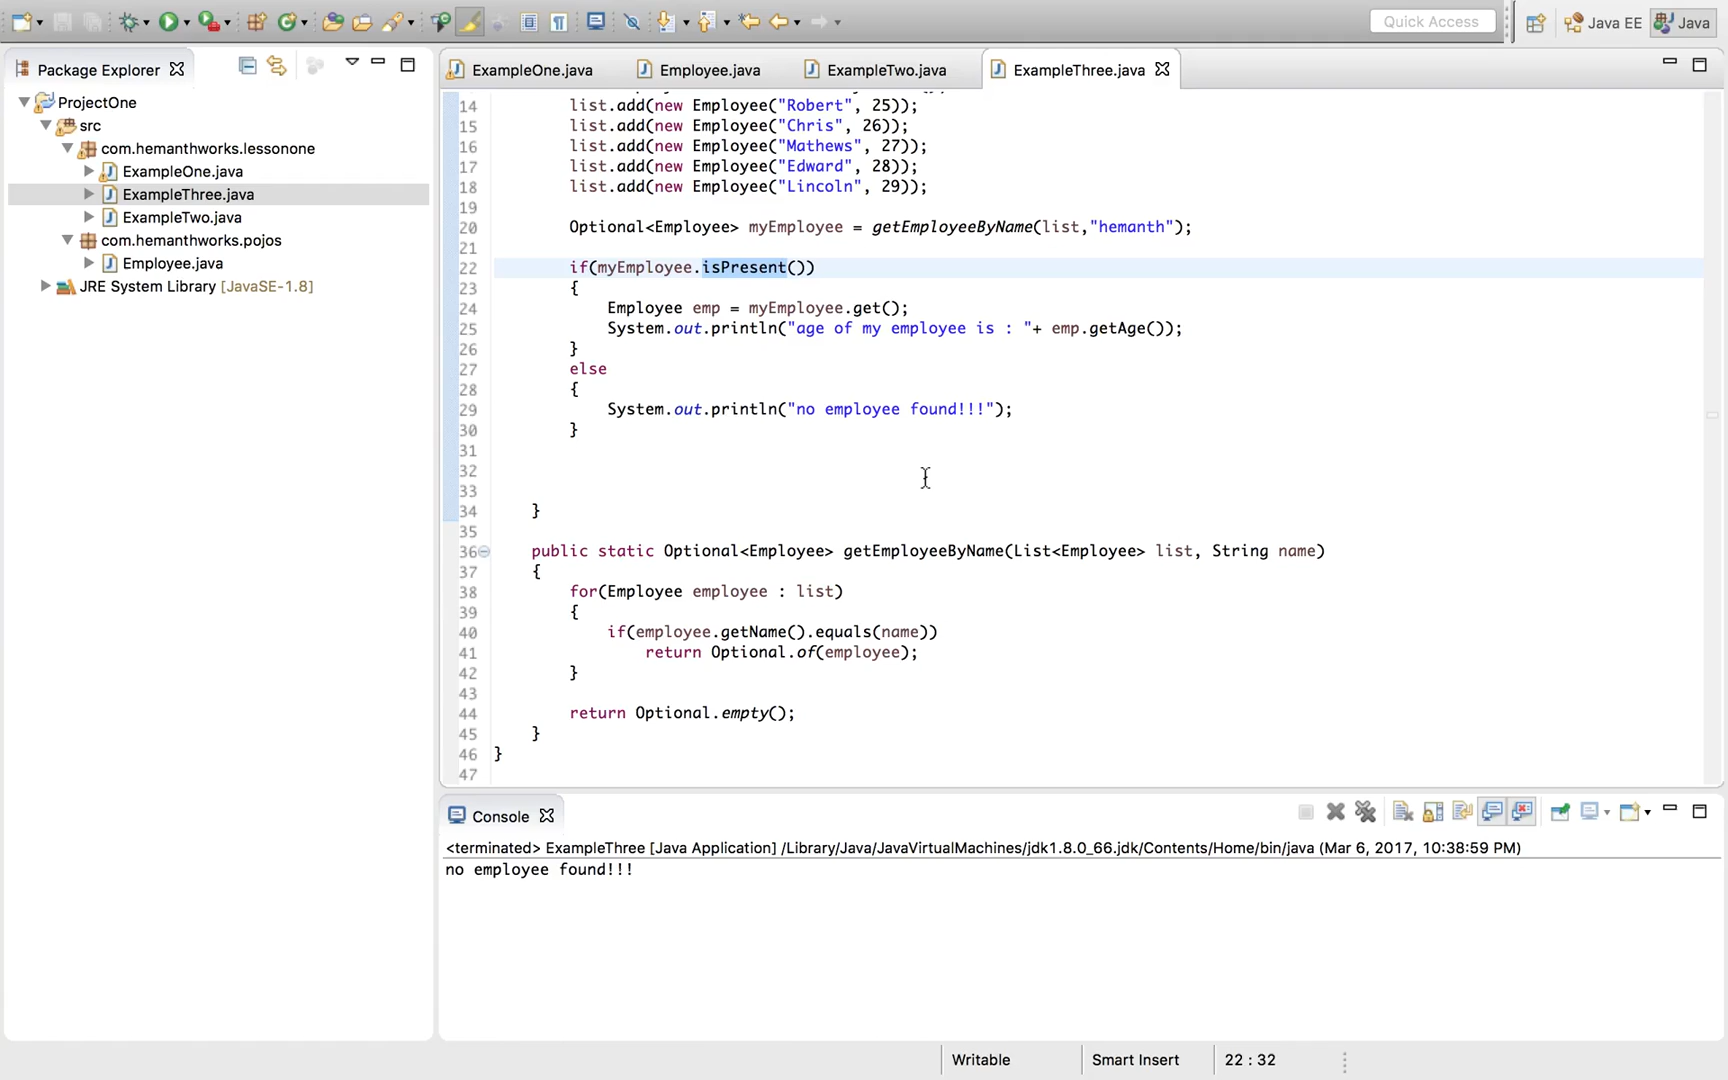 Quick Access
Java EE
Java
Package Explorer
ProjectOne
src
com.hemanthworks.lessonone
ExampleOne.java
ExampleThree.java
ExampleTwo.java
com.hemanthworks.pojos
Employee.java
JRE System Library [JavaSE-1.8]
ExampleOne.java
Employee.java
ExampleTwo.java
ExampleThree.java
14 list.add(new Employee("Robert", 25));
15 list.add(new Employee("Chris", 26));
16 list.add(new Employee("Mathews", 27));
17 list.add(new Employee("Edward", 28));
18 list.add(new Employee("Lincoln", 29));
19
20 Optional<Employee> myEmployee = getEmployeeByName(list,"hemanth");
21
22 if(myEmployee.isPresent())
23 {
24 Employee emp = myEmployee.get();
25 System.out.println("age of my employee is : "+ emp.getAge());
26 }
27 else
28 {
29 System.out.println("no employee found!!!");
30 }
31
32
33
34 }
35
36 public static Optional<Employee> getEmployeeByName(List<Employee> list, String name)
37 {
38 for(Employee employee : list)
39 {
40 if(employee.getName().equals(name))
41 return Optional.of(employee);
42 }
43
44 return Optional.empty();
45 }
46 }
47
Console
<terminated> ExampleThree [Java Application] /Library/Java/JavaVirtualMachines/jdk1.8.0_66.jdk/Contents/Home/bin/java (Mar 6, 2017, 10:38:59 PM)
no employee found!!!
Writable
Smart Insert
22 : 32